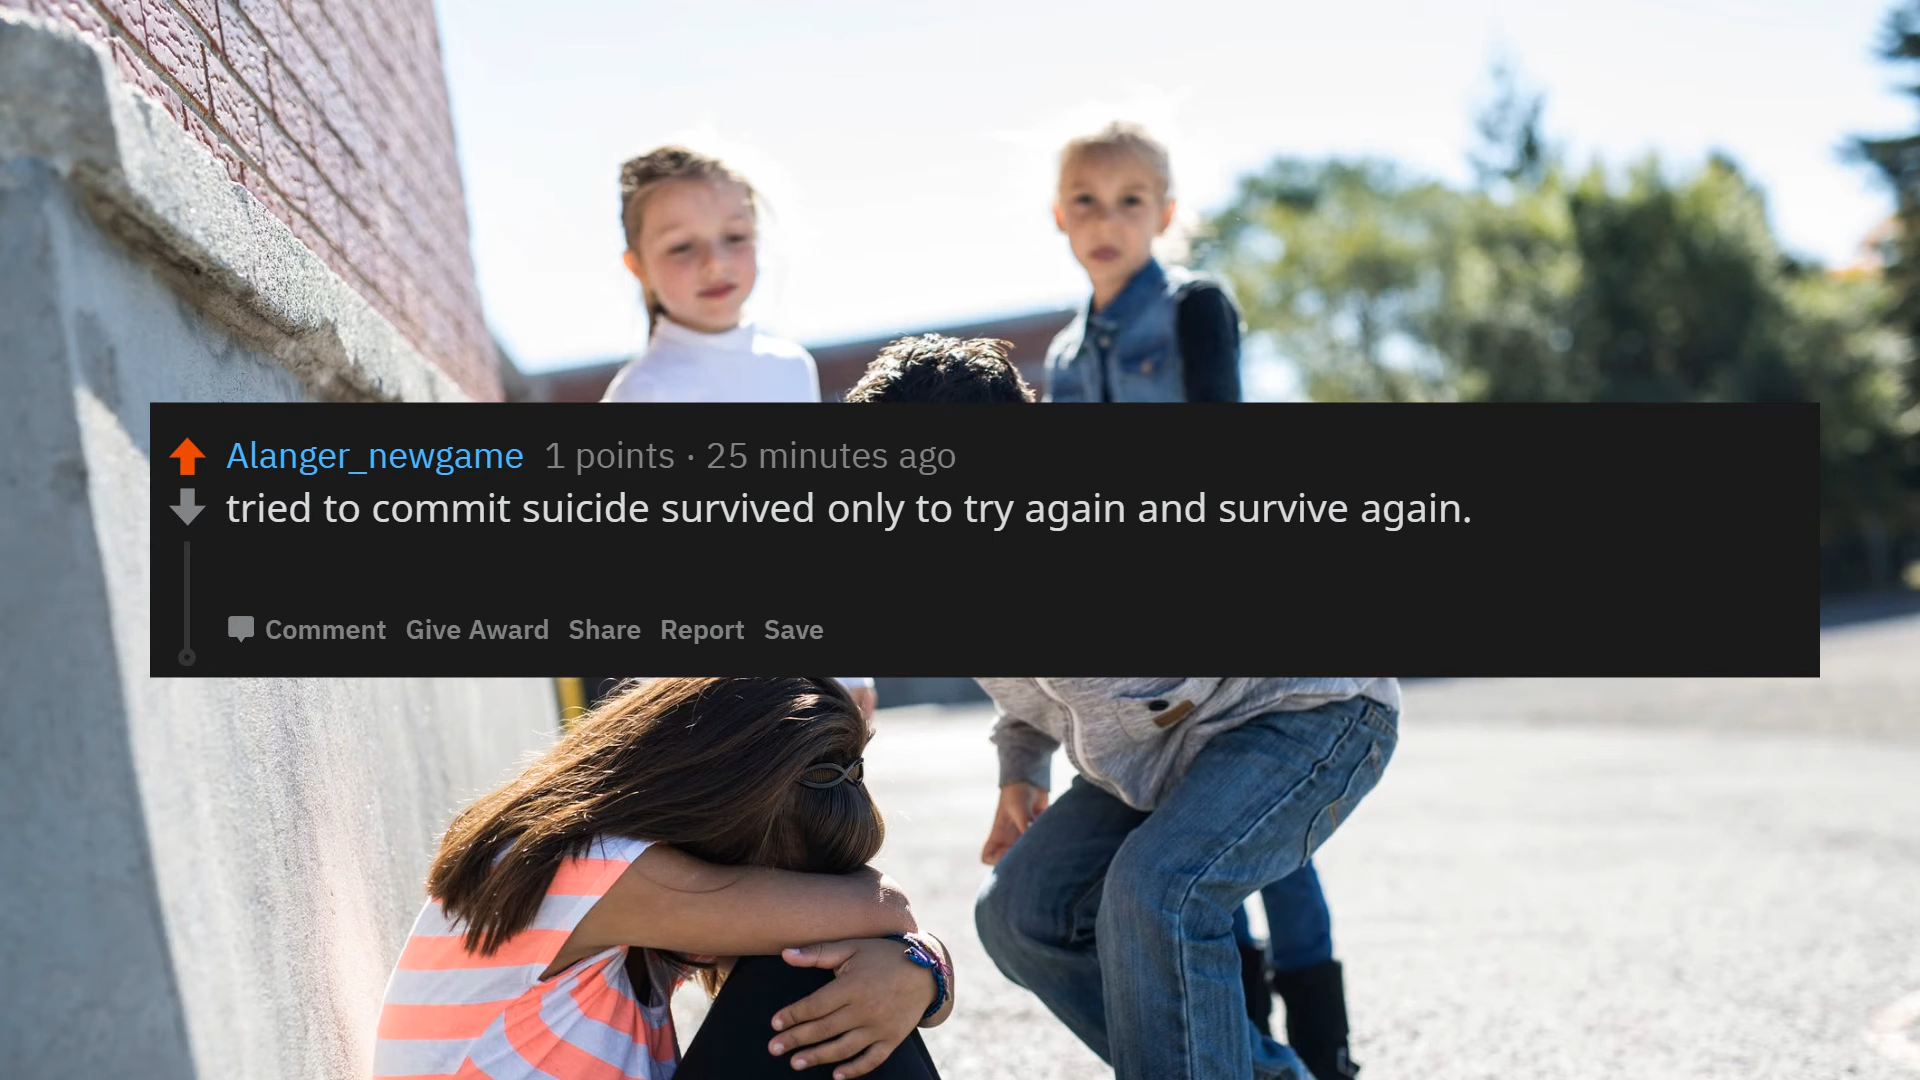 Alanger_newgame 1 points · 25 minutes ago
tried to commit suicide survived only to try again and survive again.
Comment Give Award Share Report Save